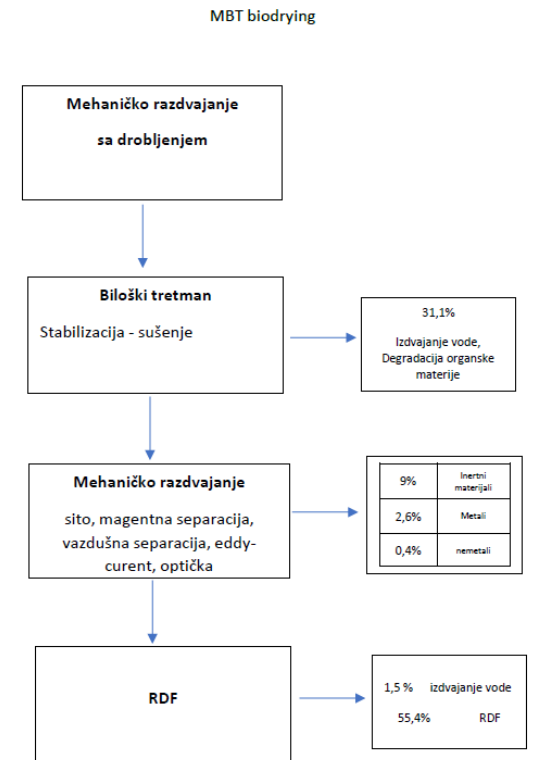 MBT biodrying
Mehaničko razdvajanje
sa drobljenjem
Biloški tretman
Stabilizacija - sušenje
31,1%
Izdvajanje vode,
Degradacija organske
materije
Mehaničko razdvajanje
sito, magentna separacija,
vazdušna separacija, eddy-
curent, optička
9% Inertni
materijali
2,6% Metali
0,4% nemetali
RDF
1,5 % izdvajanje vode
55,4% RDF